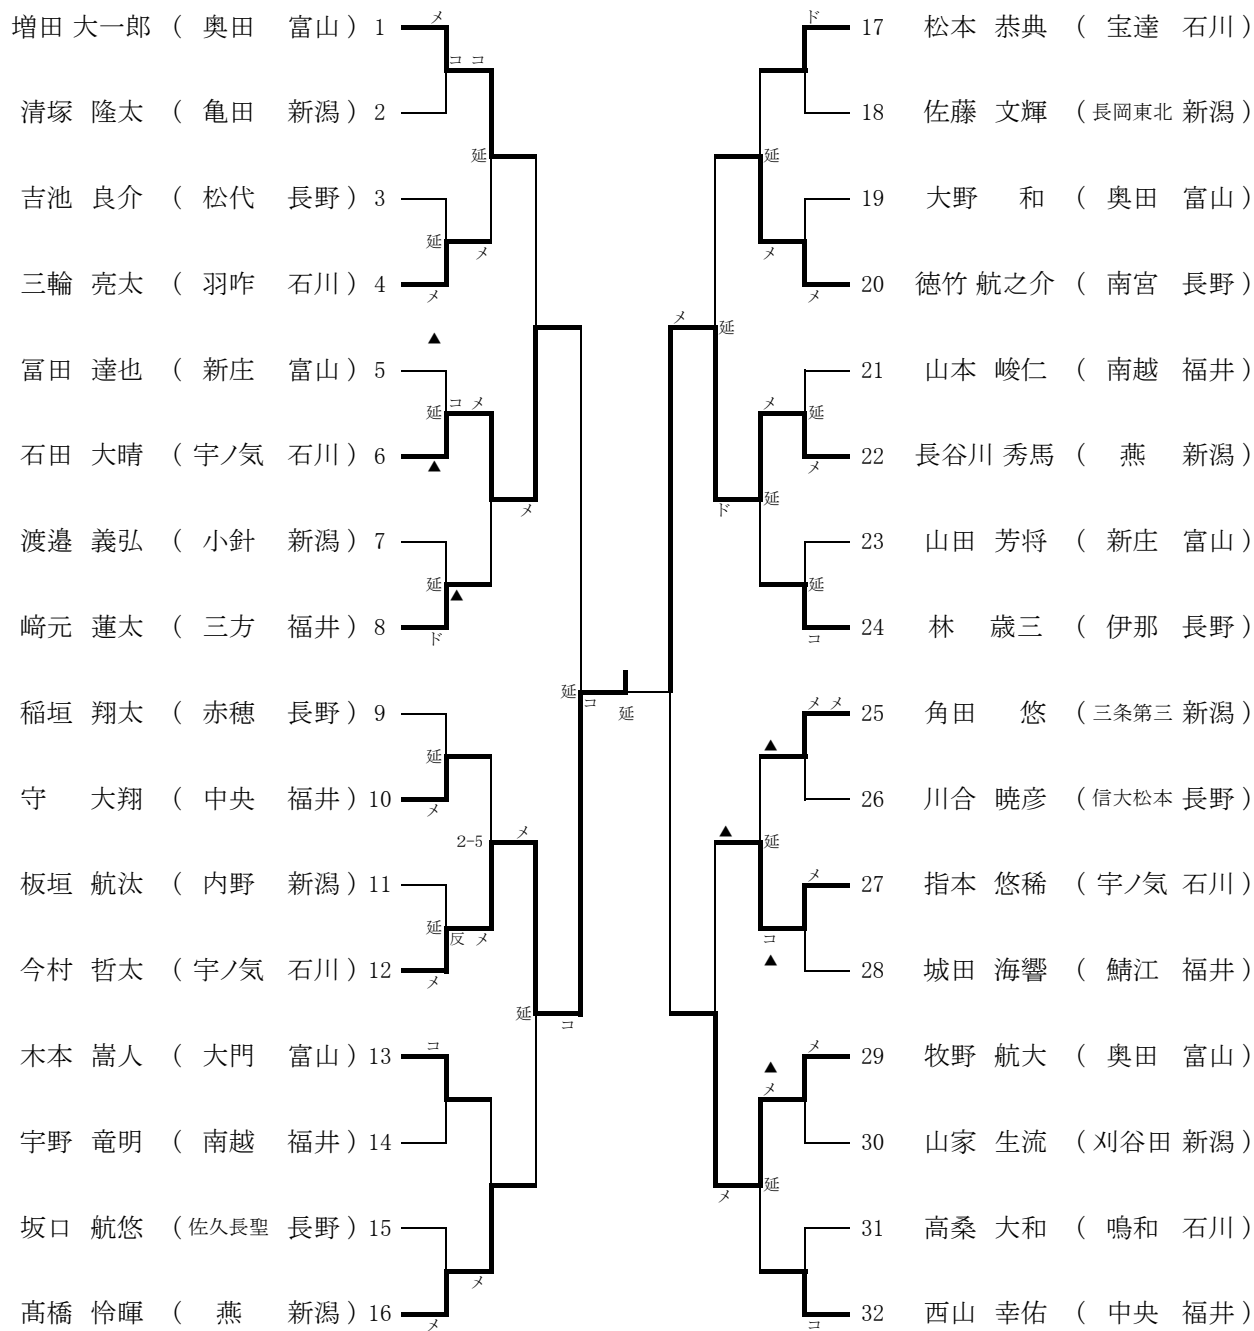 メ
増田 大一郎 ( 奥田 富山 ) 1
コ コ
清塚 隆太 ( 亀田 新潟 ) 2
延
吉池 良介 ( 松代 長野 ) 3
延
メ
三輪 亮太 ( 羽咋 石川 ) 4
メ
▲
冨田 達也 ( 新庄 富山 ) 5
コ メ
延
石田 大晴 ( 宇ノ気 石川 ) 6
▲
メ
渡邉 義弘 ( 小針 新潟 ) 7
延
▲
﨑元 蓮太 ( 三方 福井 ) 8
ド
延
コ
延
稲垣 翔太 ( 赤穂 長野 ) 9
延
守 大翔 ( 中央 福井 ) 10
メ
2-5
メ
板垣 航汰 ( 内野 新潟 ) 11
延
反 メ
今村 哲太 ( 宇ノ気 石川 ) 12
メ
延
コ
木本 嵩人 ( 大門 富山 ) 13
コ
宇野 竜明 ( 南越 福井 ) 14
坂口 航悠 ( 佐久長聖 長野 ) 15
メ
髙橋 怜暉 ( 燕 新潟 ) 16
メ
ド
17 松本 恭典 ( 宝達 石川 )
18 佐藤 文輝 ( 長岡東北 新潟 )
延
19 大野 和 ( 奥田 富山 )
メ
20 徳竹 航之介 ( 南宮 長野 )
メ
メ
延
21 山本 峻仁 ( 南越 福井 )
メ
延
22 長谷川 秀馬 ( 燕 新潟 )
メ
延
ド
23 山田 芳将 ( 新庄 富山 )
延
24 林 歳三 ( 伊那 長野 )
コ
メ メ
25 角田 悠 ( 三条第三 新潟 )
▲
26 川合 暁彦 ( 信大松本 長野 )
▲
延
メ
27 指本 悠稀 ( 宇ノ気 石川 )
コ
▲
28 城田 海響 ( 鯖江 福井 )
メ
29 牧野 航大 ( 奥田 富山 )
▲
メ
30 山家 生流 ( 刈谷田 新潟 )
延
メ
31 高桑 大和 ( 鳴和 石川 )
32 西山 幸佑 ( 中央 福井 )
コ